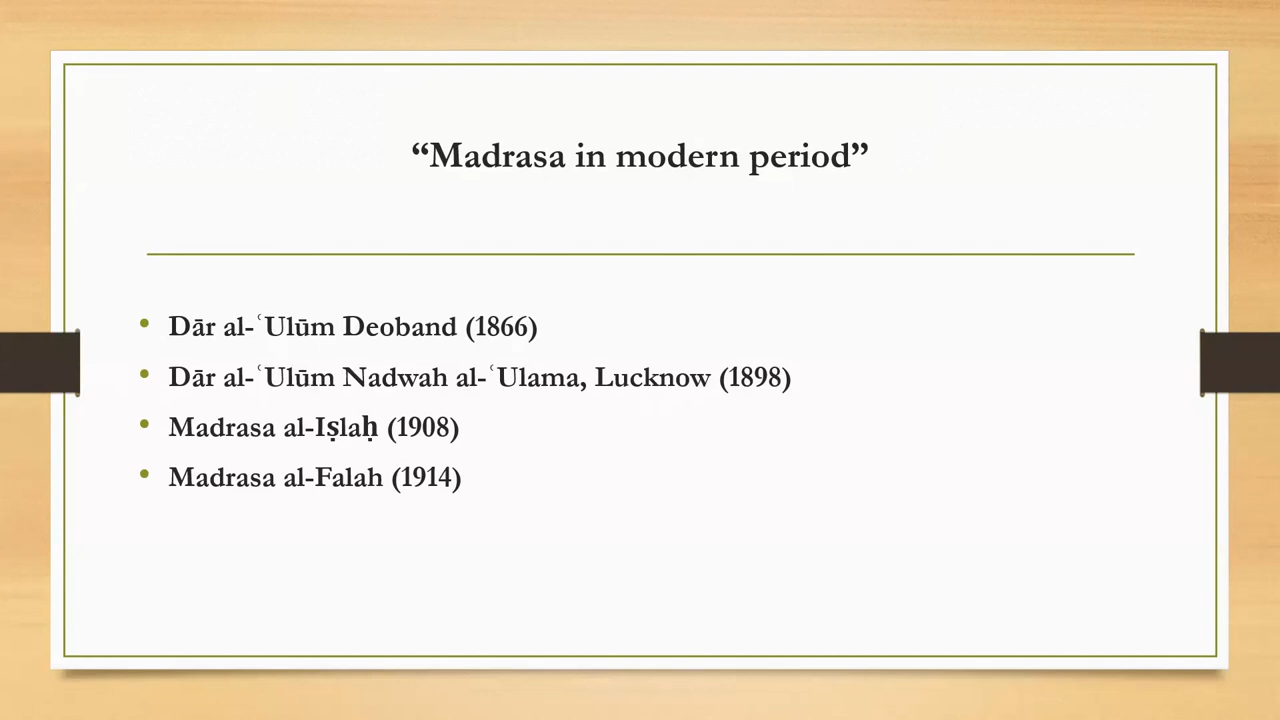 “Madrasa in modern period”
• Dār al-ʿUlūm Deoband (1866)
• Dār al-ʿUlūm Nadwah al-ʿUlama, Lucknow (1898)
• Madrasa al-Iṣlaḥ (1908)
• Madrasa al-Falah (1914)